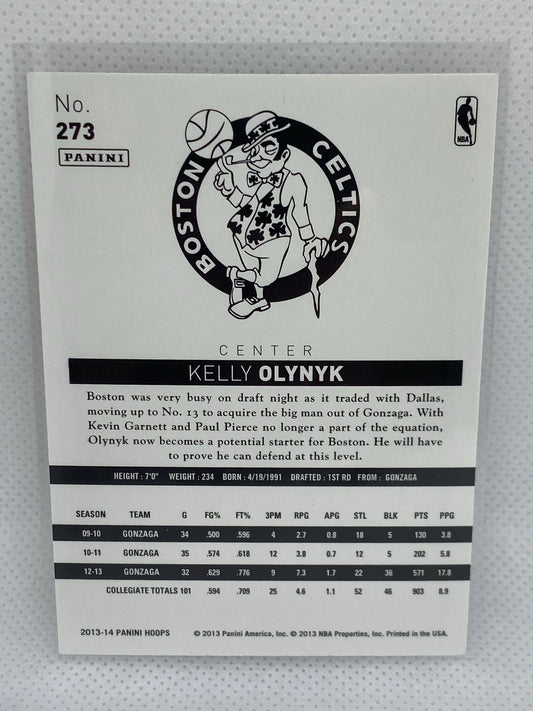 No.
273
PANINI
NBA
BOSTON CELTICS
CENTER
KELLY OLYNYK
Boston was very busy on draft night as it traded with Dallas,
moving up to No. 13 to acquire the big man out of Gonzaga. With
Kevin Garnett and Paul Pierce no longer a part of the equation,
Olynyk now becomes a potential starter for Boston. He will have
to prove he can defend at this level.
HEIGHT : 7'0" WEIGHT : 234 BORN : 4/19/1991 DRAFTED : 1ST RD FROM : GONZAGA
SEASON TEAM G FG% FT% 3PM RPG APG STL BLK PTS PPG
09-10 GONZAGA 34 .500 .596 4 2.7 0.8 18 5 130 3.8
10-11 GONZAGA 35 .574 .618 12 3.8 0.7 12 5 202 5.8
12-13 GONZAGA 32 .629 .776 9 7.3 1.7 22 36 571 17.8
COLLEGIATE TOTALS 101 .594 .709 25 4.6 1.1 52 46 903 8.9
2013-14 PANINI HOOPS © 2013 Panini America, Inc. © 2013 NBA Properties, Inc. Printed in the USA.